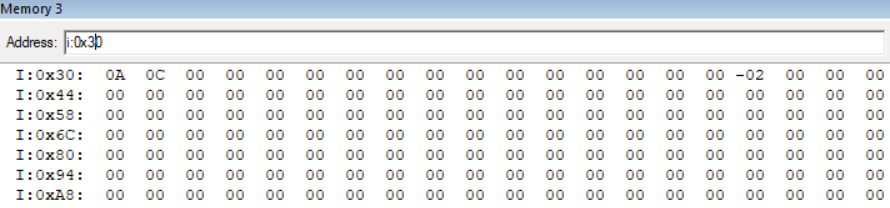 Memory 3
Address: i:0x30
I:0x30: 0A 0C 00 00 00 00 00 00 00 00 00 00 00 00 00 00 -02 00 00 00
I:0x44: 00 00 00 00 00 00 00 00 00 00 00 00 00 00 00 00 00 00 00 00
I:0x58: 00 00 00 00 00 00 00 00 00 00 00 00 00 00 00 00 00 00 00 00
I:0x6C: 00 00 00 00 00 00 00 00 00 00 00 00 00 00 00 00 00 00 00 00
I:0x80: 00 00 00 00 00 00 00 00 00 00 00 00 00 00 00 00 00 00 00 00
I:0x94: 00 00 00 00 00 00 00 00 00 00 00 00 00 00 00 00 00 00 00 00
I:0xA8: 00 00 00 00 00 00 00 00 00 00 00 00 00 00 00 00 00 00 00 00